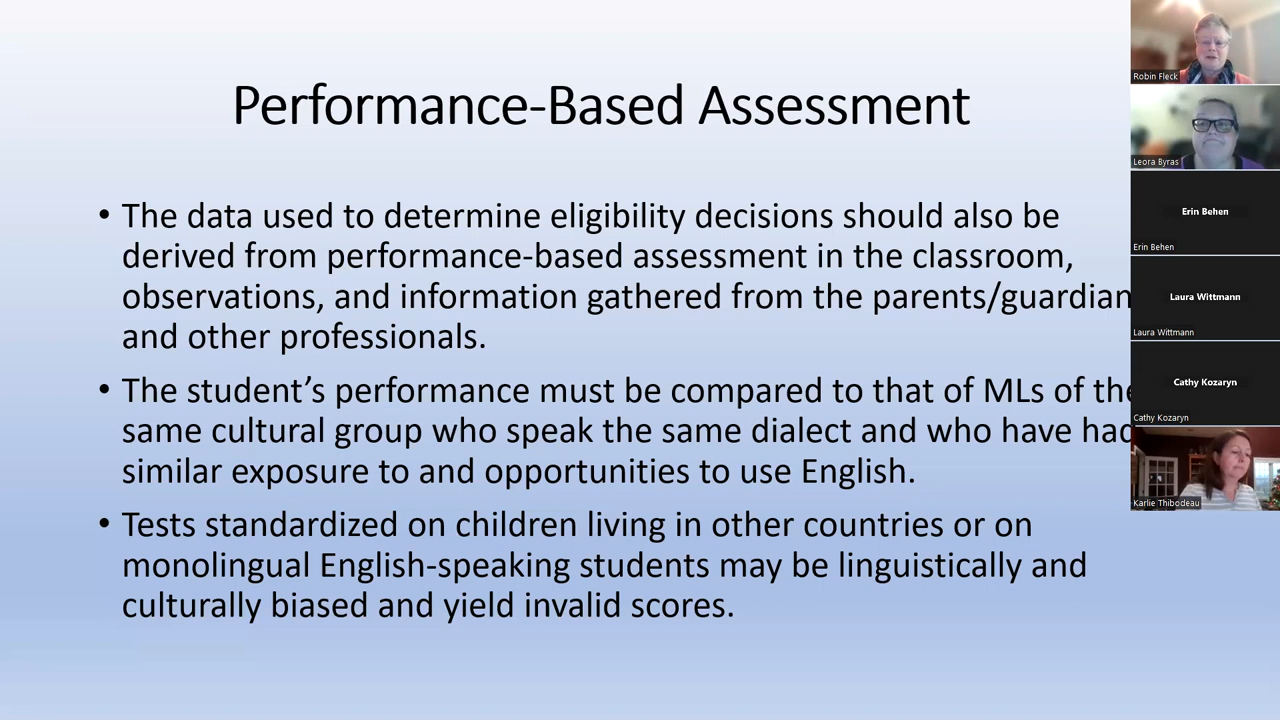 Performance-Based Assessment
• The data used to determine eligibility decisions should also be
derived from performance-based assessment in the classroom,
observations, and information gathered from the parents/guardian
and other professionals.
• The student’s performance must be compared to that of MLs of the
same cultural group who speak the same dialect and who have had
similar exposure to and opportunities to use English.
• Tests standardized on children living in other countries or on
monolingual English-speaking students may be linguistically and
culturally biased and yield invalid scores.
Robin Fleck
Leora Byras
Erin Behen
Erin Behen
Laura Wittmann
Laura Wittmann
Cathy Kozaryn
Cathy Kozaryn
Karlie Thibodeau